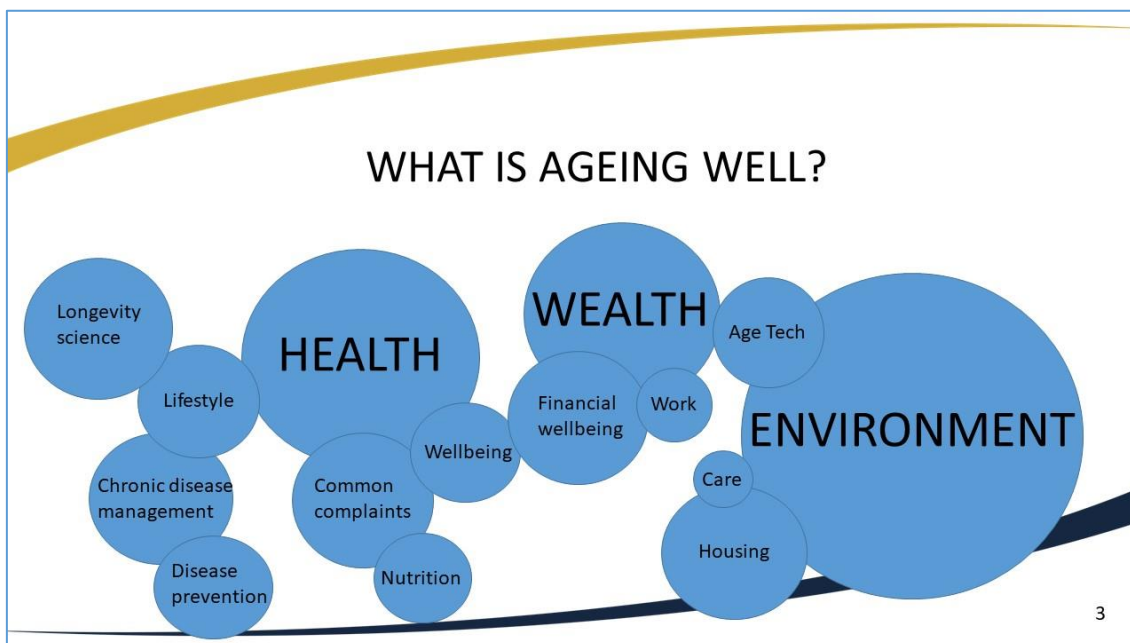 WHAT IS AGEING WELL?
Longevity
science
Lifestyle
Chronic disease
management
Disease
prevention
HEALTH
Common
complaints
Nutrition
Wellbeing
WEALTH
Financial
wellbeing
Work
Age Tech
ENVIRONMENT
Care
Housing
3